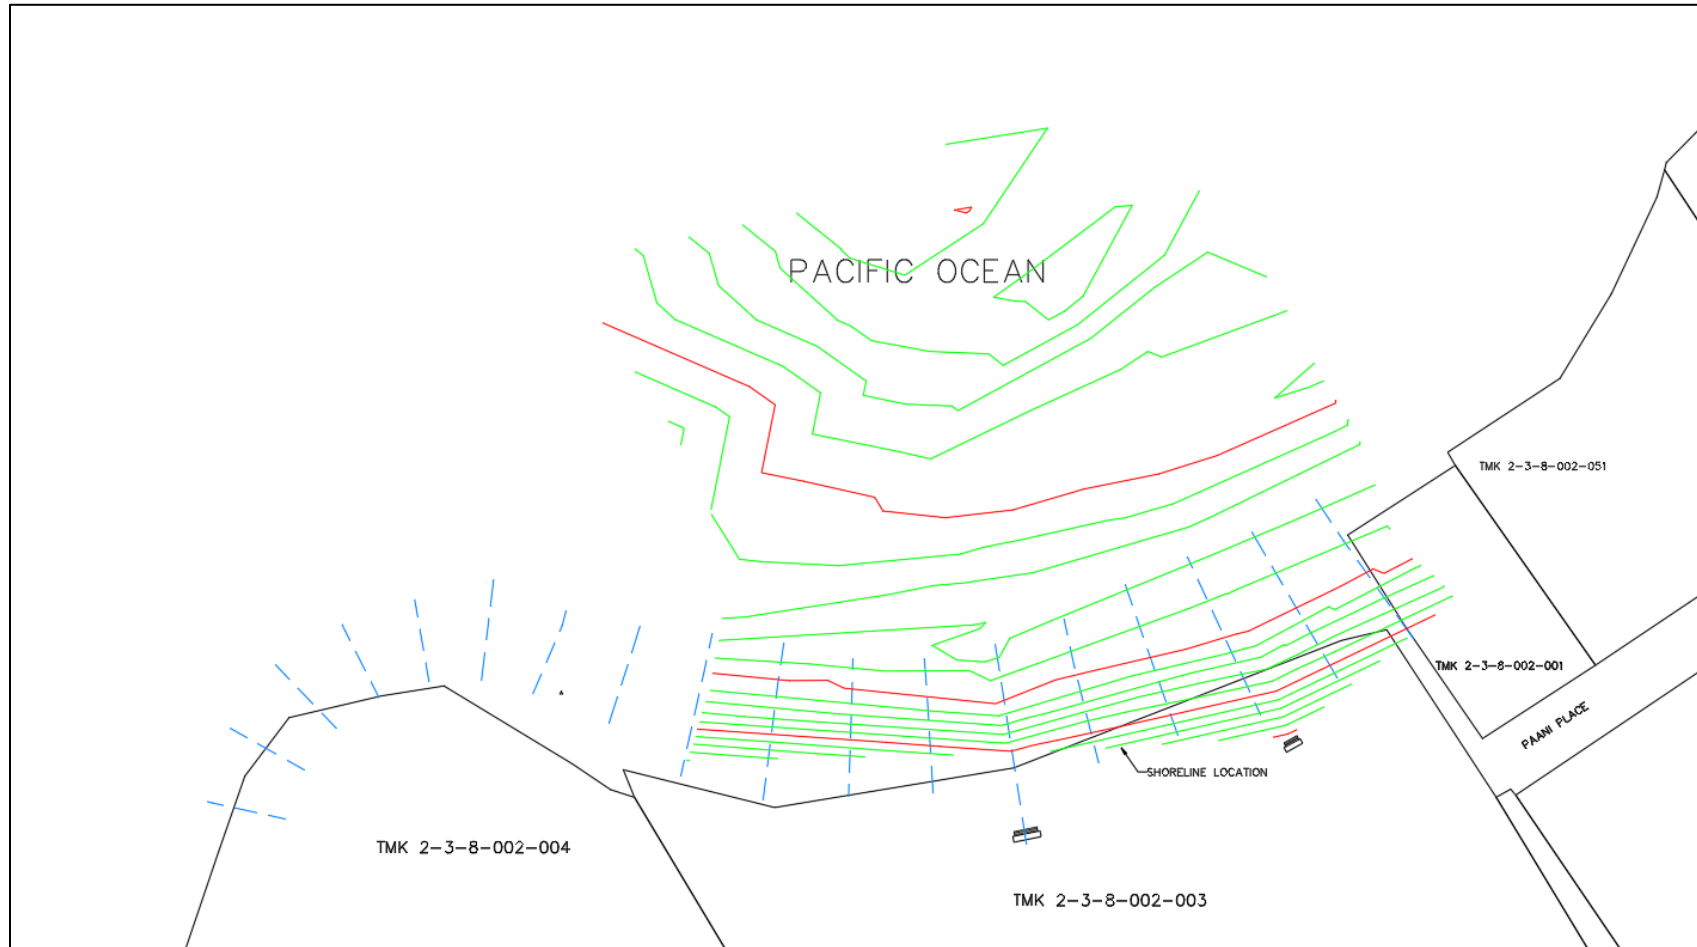 PACIFIC OCEAN
TMK 2-3-8-002-051
TMK 2-3-8-002-001
PAANI PLACE
SHORELINE LOCATION
TMK 2-3-8-002-004
TMK 2-3-8-002-003